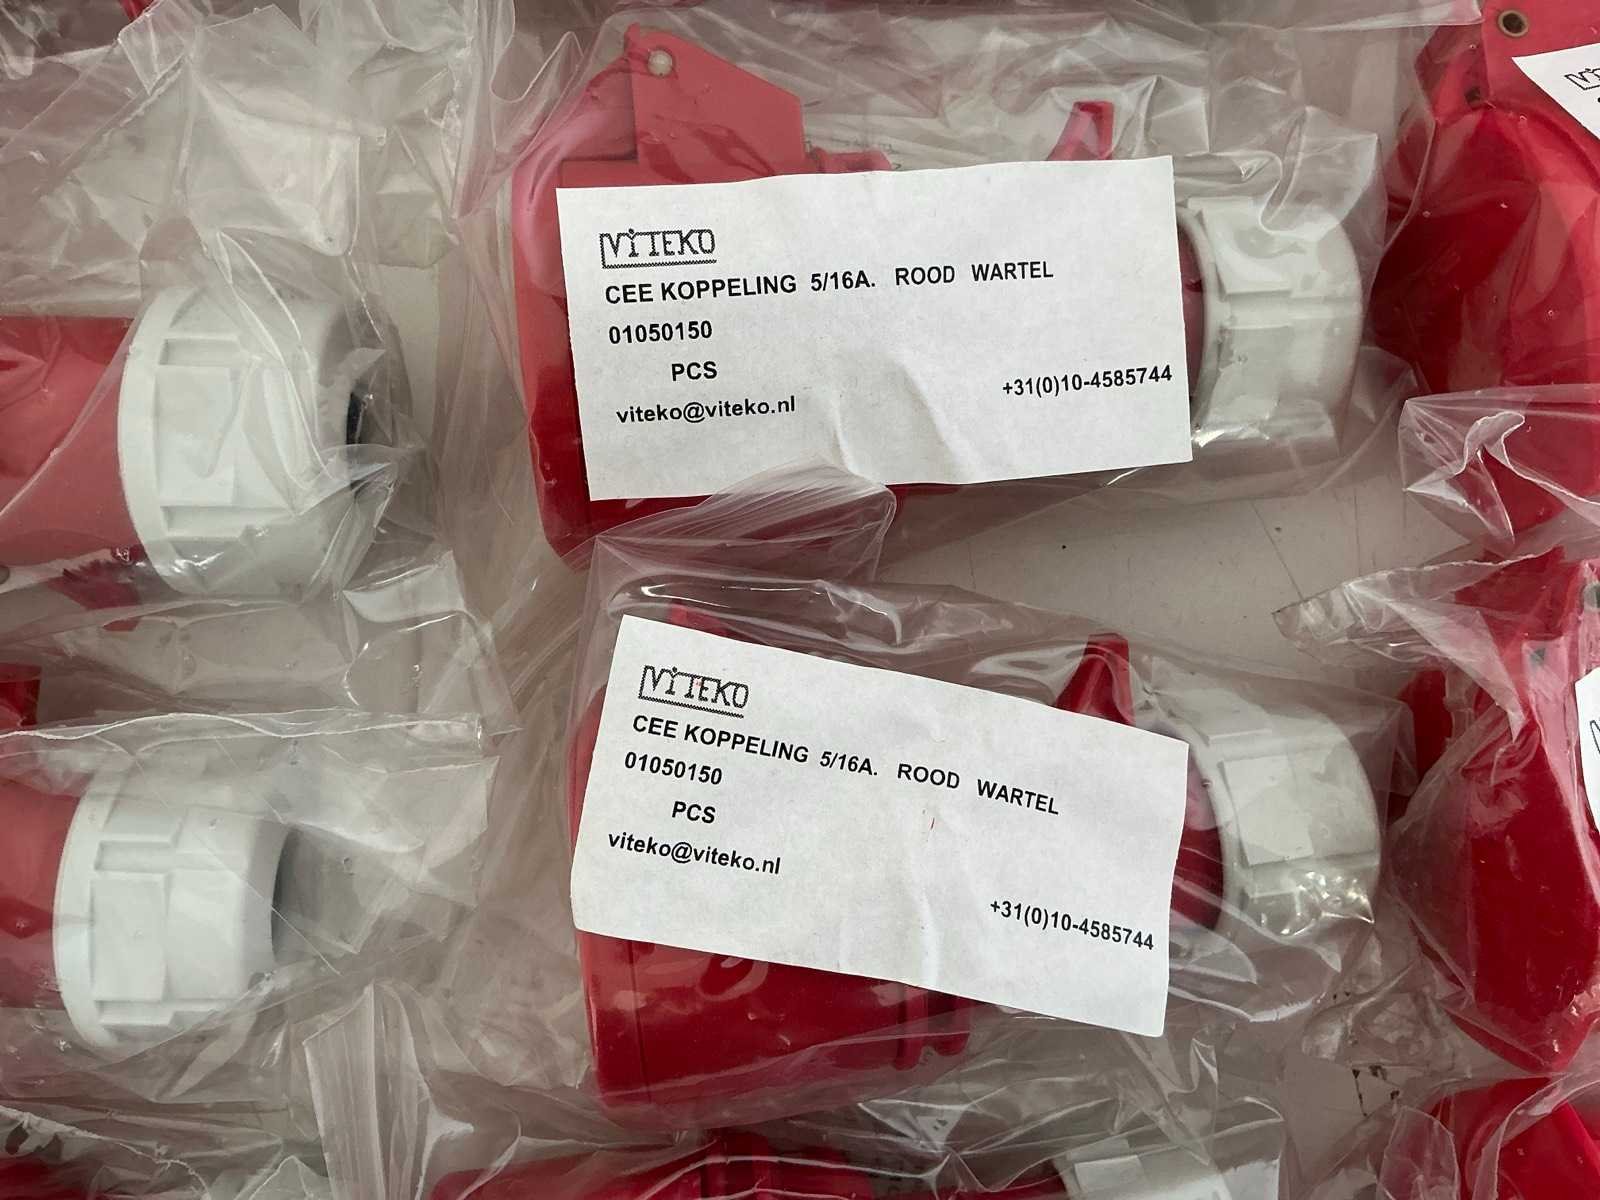 VITEKO
CEE KOPPELING 5/16A. ROOD WARTEL
01050150
PCS
+31(0)10-4585744
viteko@viteko.nl
VITEKO
CEE KOPPELING 5/16A. ROOD WARTEL
01050150
PCS
viteko@viteko.nl
+31(0)10-4585744